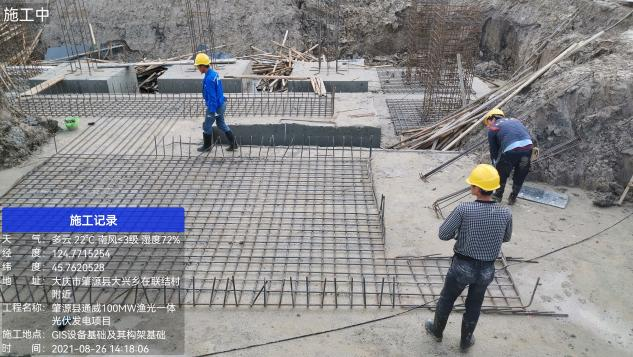 施工中
施工记录
天 气: 多云 22℃ 南风≤3级 湿度72%
经 度: 124.7715254
纬 度: 45.7620528
地 址: 大庆市肇源县大兴乡在联结村
附近
工程名称: 肇源县通威100MW渔光一体
光伏发电项目
施工地点: GIS设备基础及其构架基础
时 间: 2021-08-26 14:18:06